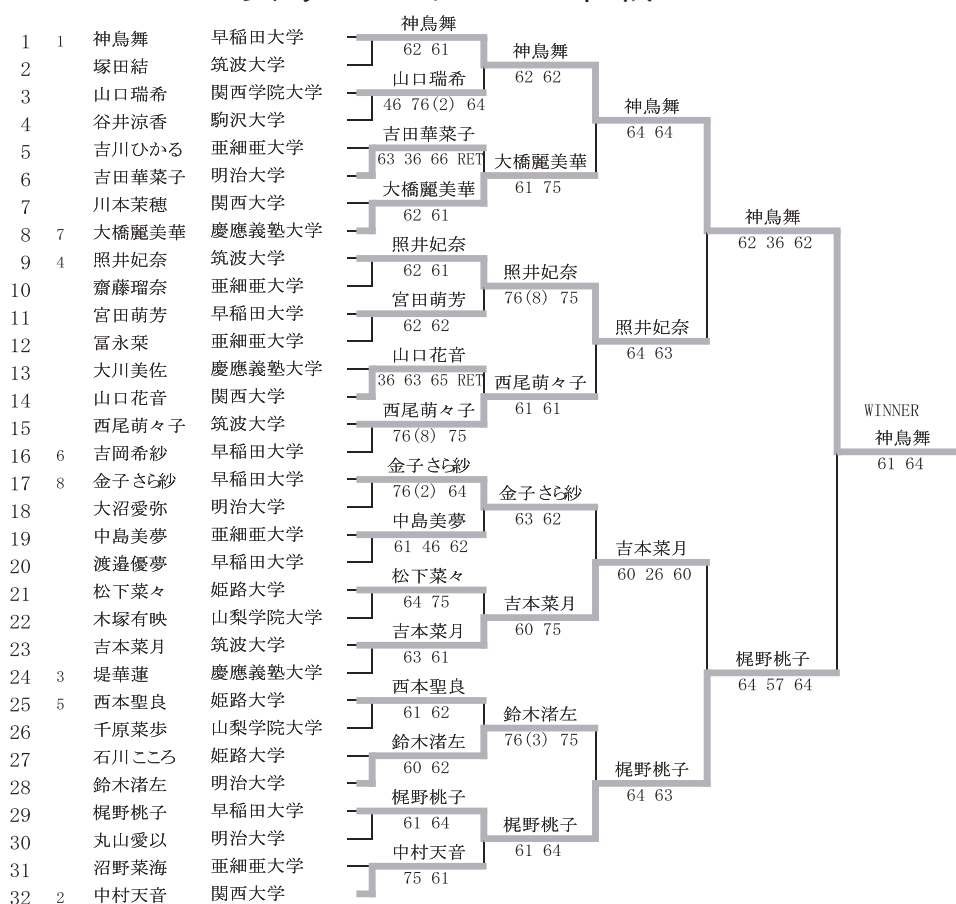 1 1 神鳥舞 早稲田大学
2 塚田結 筑波大学
3 山口瑞希 関西学院大学
4 谷井涼香 駒沢大学
5 吉川ひかる 亜細亜大学
6 吉田華菜子 明治大学
7 川本茉穂 関西大学
8 7 大橋麗美華 慶應義塾大学
9 4 照井妃奈 筑波大学
10 齋藤瑠奈 亜細亜大学
11 宮田萌芳 早稲田大学
12 冨永栞 亜細亜大学
13 大川美佐 慶應義塾大学
14 山口花音 関西大学
15 西尾萌々子 筑波大学
16 6 吉岡希紗 早稲田大学
17 8 金子さら紗 早稲田大学
18 大沼愛弥 明治大学
19 中島美夢 亜細亜大学
20 渡邉優夢 早稲田大学
21 松下菜々 姫路大学
22 木塚有映 山梨学院大学
23 吉本菜月 筑波大学
24 3 堤華蓮 慶應義塾大学
25 5 西本聖良 姫路大学
26 千原菜歩 山梨学院大学
27 石川こころ 姫路大学
28 鈴木渚左 明治大学
29 梶野桃子 早稲田大学
30 丸山愛以 明治大学
31 沼野菜海 亜細亜大学
32 2 中村天音 関西大学
神鳥舞
62 61
山口瑞希
46 76(2) 64
吉田華菜子
63 36 66 RET
大橋麗美華
62 61
照井妃奈
62 61
宮田萌芳
62 62
山口花音
36 63 65 RET
西尾萌々子
76(8) 75
金子さら紗
76(2) 64
中島美夢
61 46 62
松下菜々
64 75
吉本菜月
63 61
西本聖良
61 62
鈴木渚左
60 62
梶野桃子
61 64
中村天音
75 61
神鳥舞
62 62
大橋麗美華
61 75
照井妃奈
76(8) 75
西尾萌々子
61 61
金子さら紗
63 62
吉本菜月
60 75
鈴木渚左
76(3) 75
梶野桃子
61 64
神鳥舞
64 64
照井妃奈
64 63
吉本菜月
60 26 60
梶野桃子
64 63
神鳥舞
62 36 62
梶野桃子
64 57 64
WINNER
神鳥舞
61 64